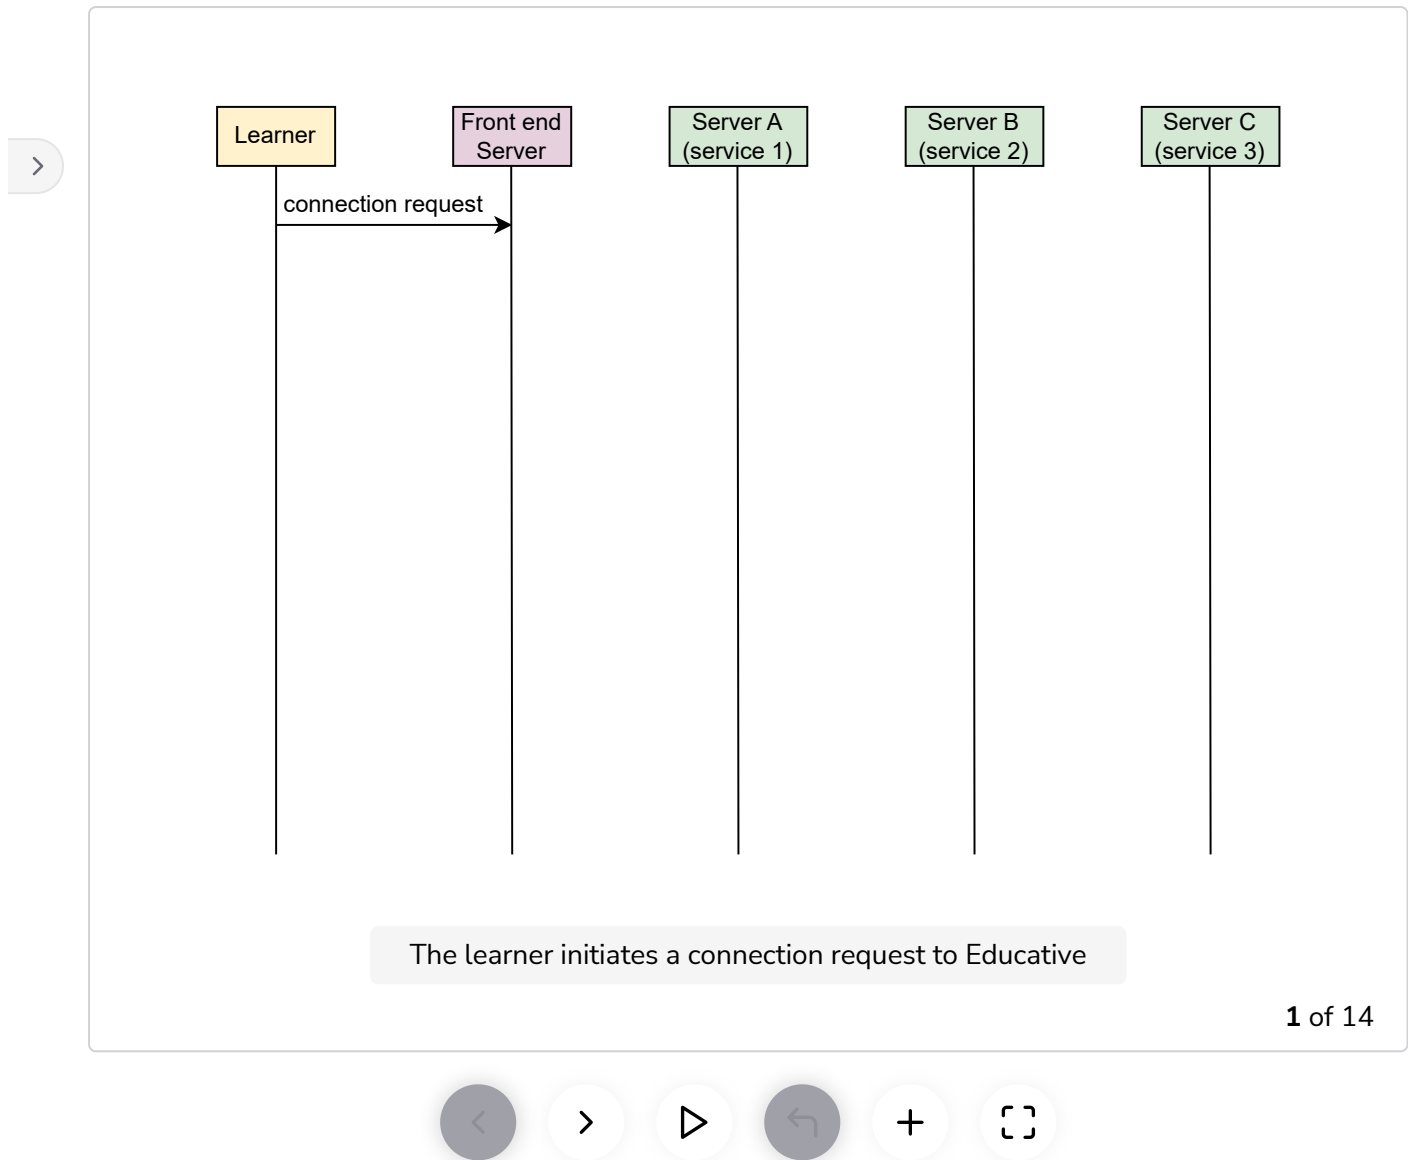 Learner
Front end
Server
Server A
(service 1)
Server B
(service 2)
Server C
(service 3)
connection request
The learner initiates a connection request to Educative
1 of 14